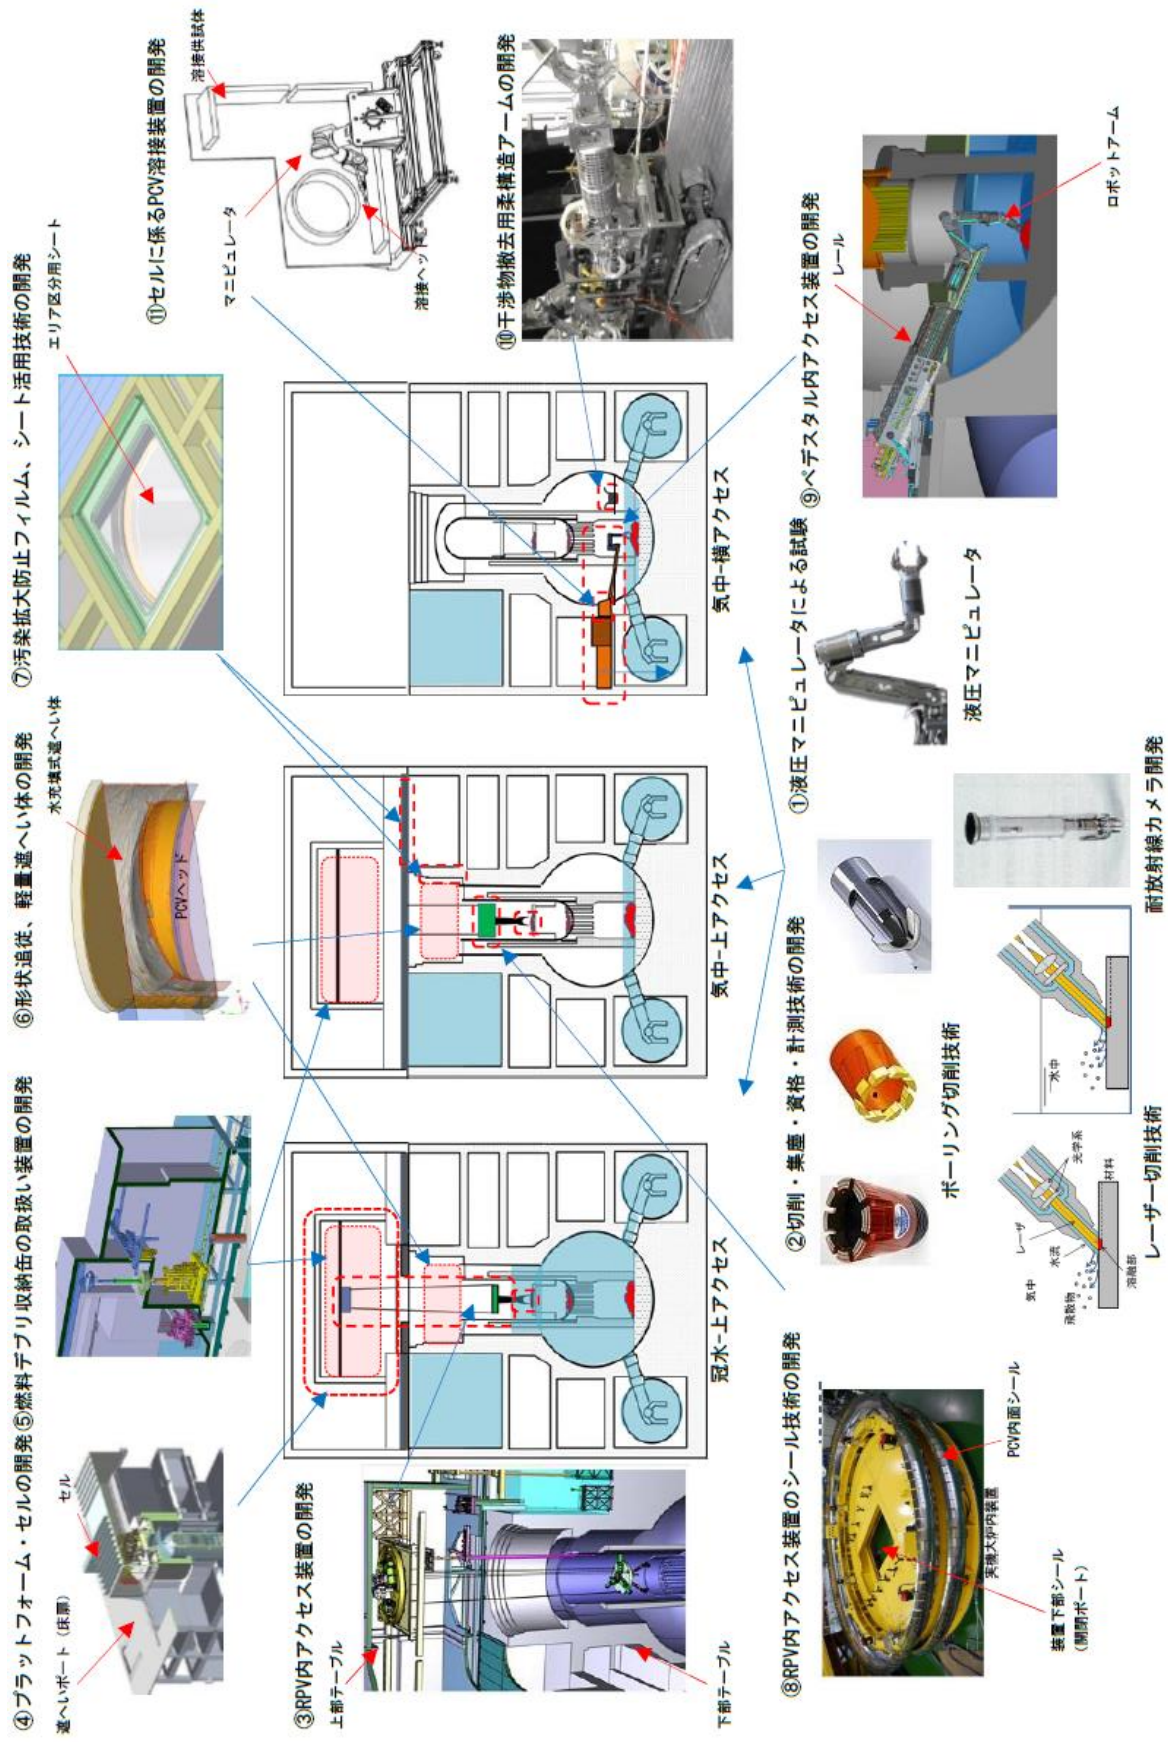 ④プラットフォーム・セルの開発
⑤燃料デブリ収納缶の取扱い装置の開発
⑥形状追従、軽量遮へい体の開発
⑦汚染拡大防止フィルム、シート活用技術の開発
遮へいポート（床扉）
セル
水充填式遮へい体
PCVヘッド
エリア区分用シート
⑪セルに係るPCV溶接装置の開発
マニピュレータ
溶接供試体
溶接ヘッド
③RPV内アクセス装置の開発
上部テーブル
下部テーブル
冠水-上アクセス
気中-上アクセス
気中-横アクセス
⑩干渉物撤去用柔構造アームの開発
⑧RPV内アクセス装置のシール技術の開発
実機大炉内装置
PCV内面シール
装置下部シール
（開閉ポート）
②切削・集塵・資格・計測技術の開発
ボーリング切削技術
気中
レーザ
水流
光学系
飛散物
材料
溶融部
水中
レーザー切削技術
耐放射線カメラ開発
①液圧マニピュレータによる試験
液圧マニピュレータ
⑨ペデスタル内アクセス装置の開発
レール
ロボットアーム